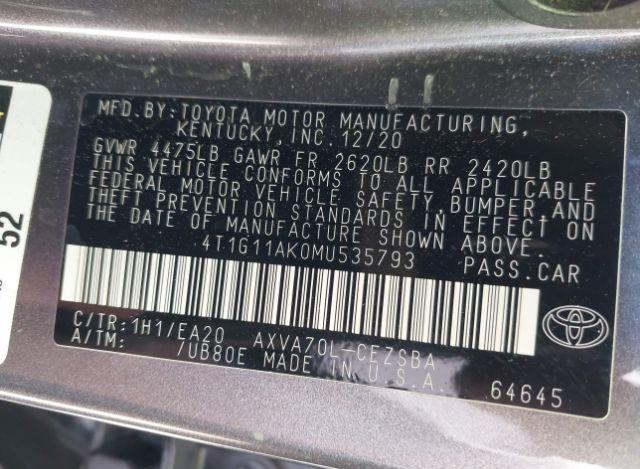 MFD.BY:TOYOTA MOTOR MANUFACTURING,
KENTUCKY,INC.12/20
GVWR 4475LB GAWR FR 2620LB RR 2420LB
THIS VEHICLE CONFORMS TO ALL APPLICABLE
FEDERAL MOTOR VEHICLE SAFETY,BUMPER,AND
THEFT PREVENTION STANDARDS IN EFFECT ON
THE DATE OF MANUFACTURE SHOWN ABOVE.
4T1G11AK0MU535793 PASS.CAR
C/TR:1H1/EA20 AXVA70L-CEZSBA
A/TM: /UB80E MADE IN U.S.A. 64645
52